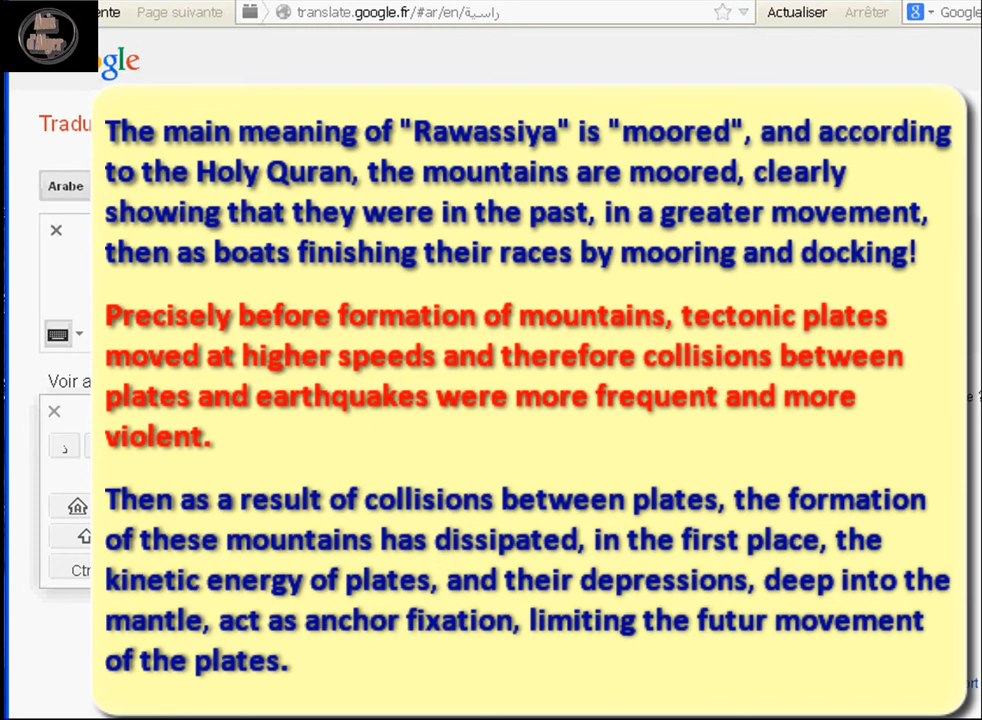 ente Page suivante translate.google.fr/#ar/en/راسية Actualiser Arrêter Google
gle
Tradu
Arabe
Voir a
د
Ctr
The main meaning of "Rawassiya" is "moored", and according
to the Holy Quran, the mountains are moored, clearly
showing that they were in the past, in a greater movement,
then as boats finishing their races by mooring and docking!
Precisely before formation of mountains, tectonic plates
moved at higher speeds and therefore collisions between
plates and earthquakes were more frequent and more
violent.
Then as a result of collisions between plates, the formation
of these mountains has dissipated, in the first place, the
kinetic energy of plates, and their depressions, deep into the
mantle, act as anchor fixation, limiting the futur movement
of the plates.